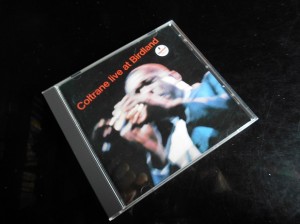 Coltrane live at Birdland